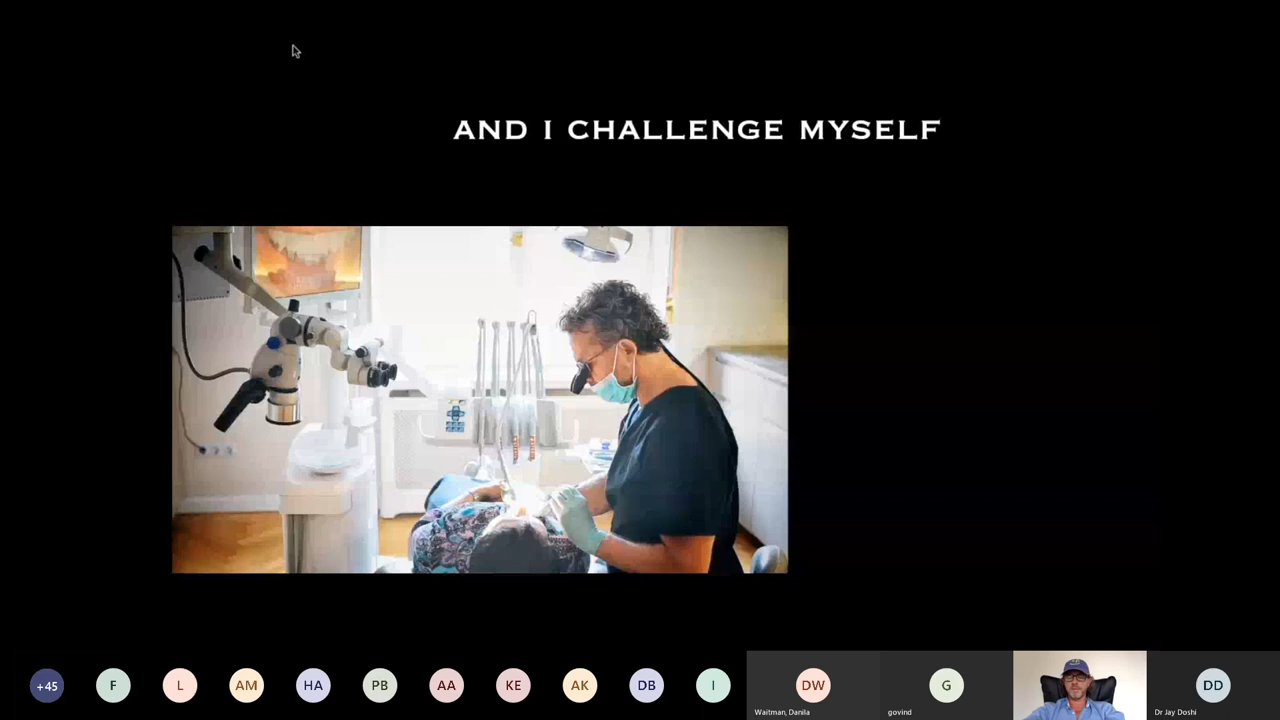 AND I CHALLENGE MYSELF
+45
F
L
AM
HA
PB
AA
KE
AK
DB
I
DW
G
DD
Waitman, Danila
govind
Dr Jay Doshi